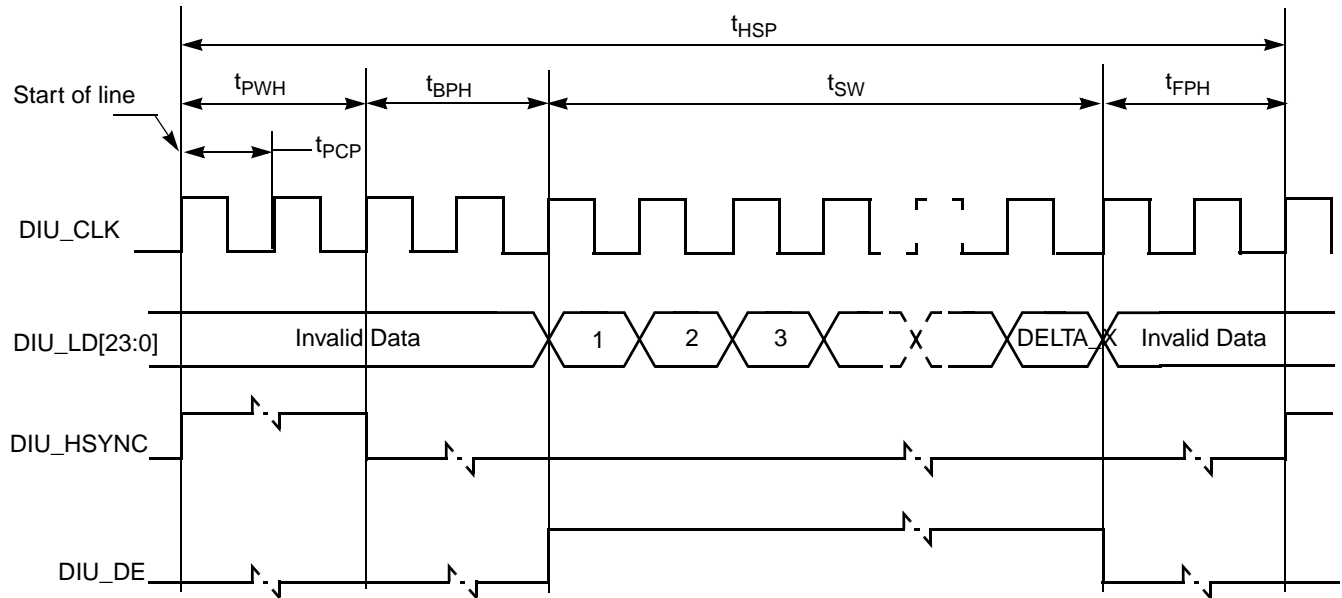 tHSP
tPWH tBPH tSW tFPH
Start of line
tPCP
DIU_CLK
DIU_LD[23:0] Invalid Data 1 2 3 DELTA_X Invalid Data
DIU_HSYNC
DIU_DE